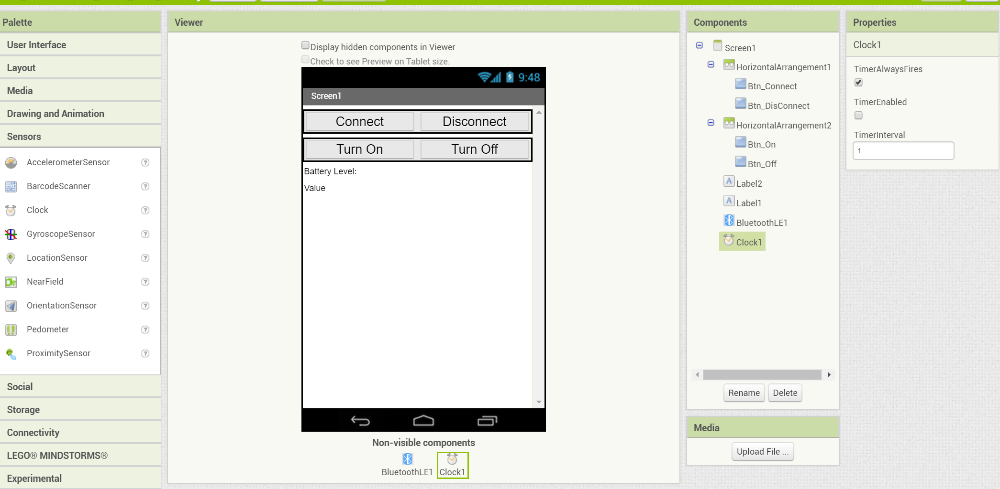 Palette
User Interface
Layout
Media
Drawing and Animation
Sensors
AccelerometerSensor ?
BarcodeScanner ?
Clock ?
GyroscopeSensor ?
LocationSensor ?
NearField ?
OrientationSensor ?
Pedometer ?
ProximitySensor ?
Social
Storage
Connectivity
LEGO® MINDSTORMS®
Experimental
Viewer
Display hidden components in Viewer
Check to see Preview on Tablet size.
9:48
Screen1
Connect Disconnect
Turn On Turn Off
Battery Level:
Value
Non-visible components
BluetoothLE1 Clock1
Components
Screen1
HorizontalArrangement1
Btn_Connect
Btn_DisConnect
HorizontalArrangement2
Btn_On
Btn_Off
Label2
Label1
BluetoothLE1
Clock1
Rename Delete
Media
Upload File ...
Properties
Clock1
TimerAlwaysFires
TimerEnabled
TimerInterval
1